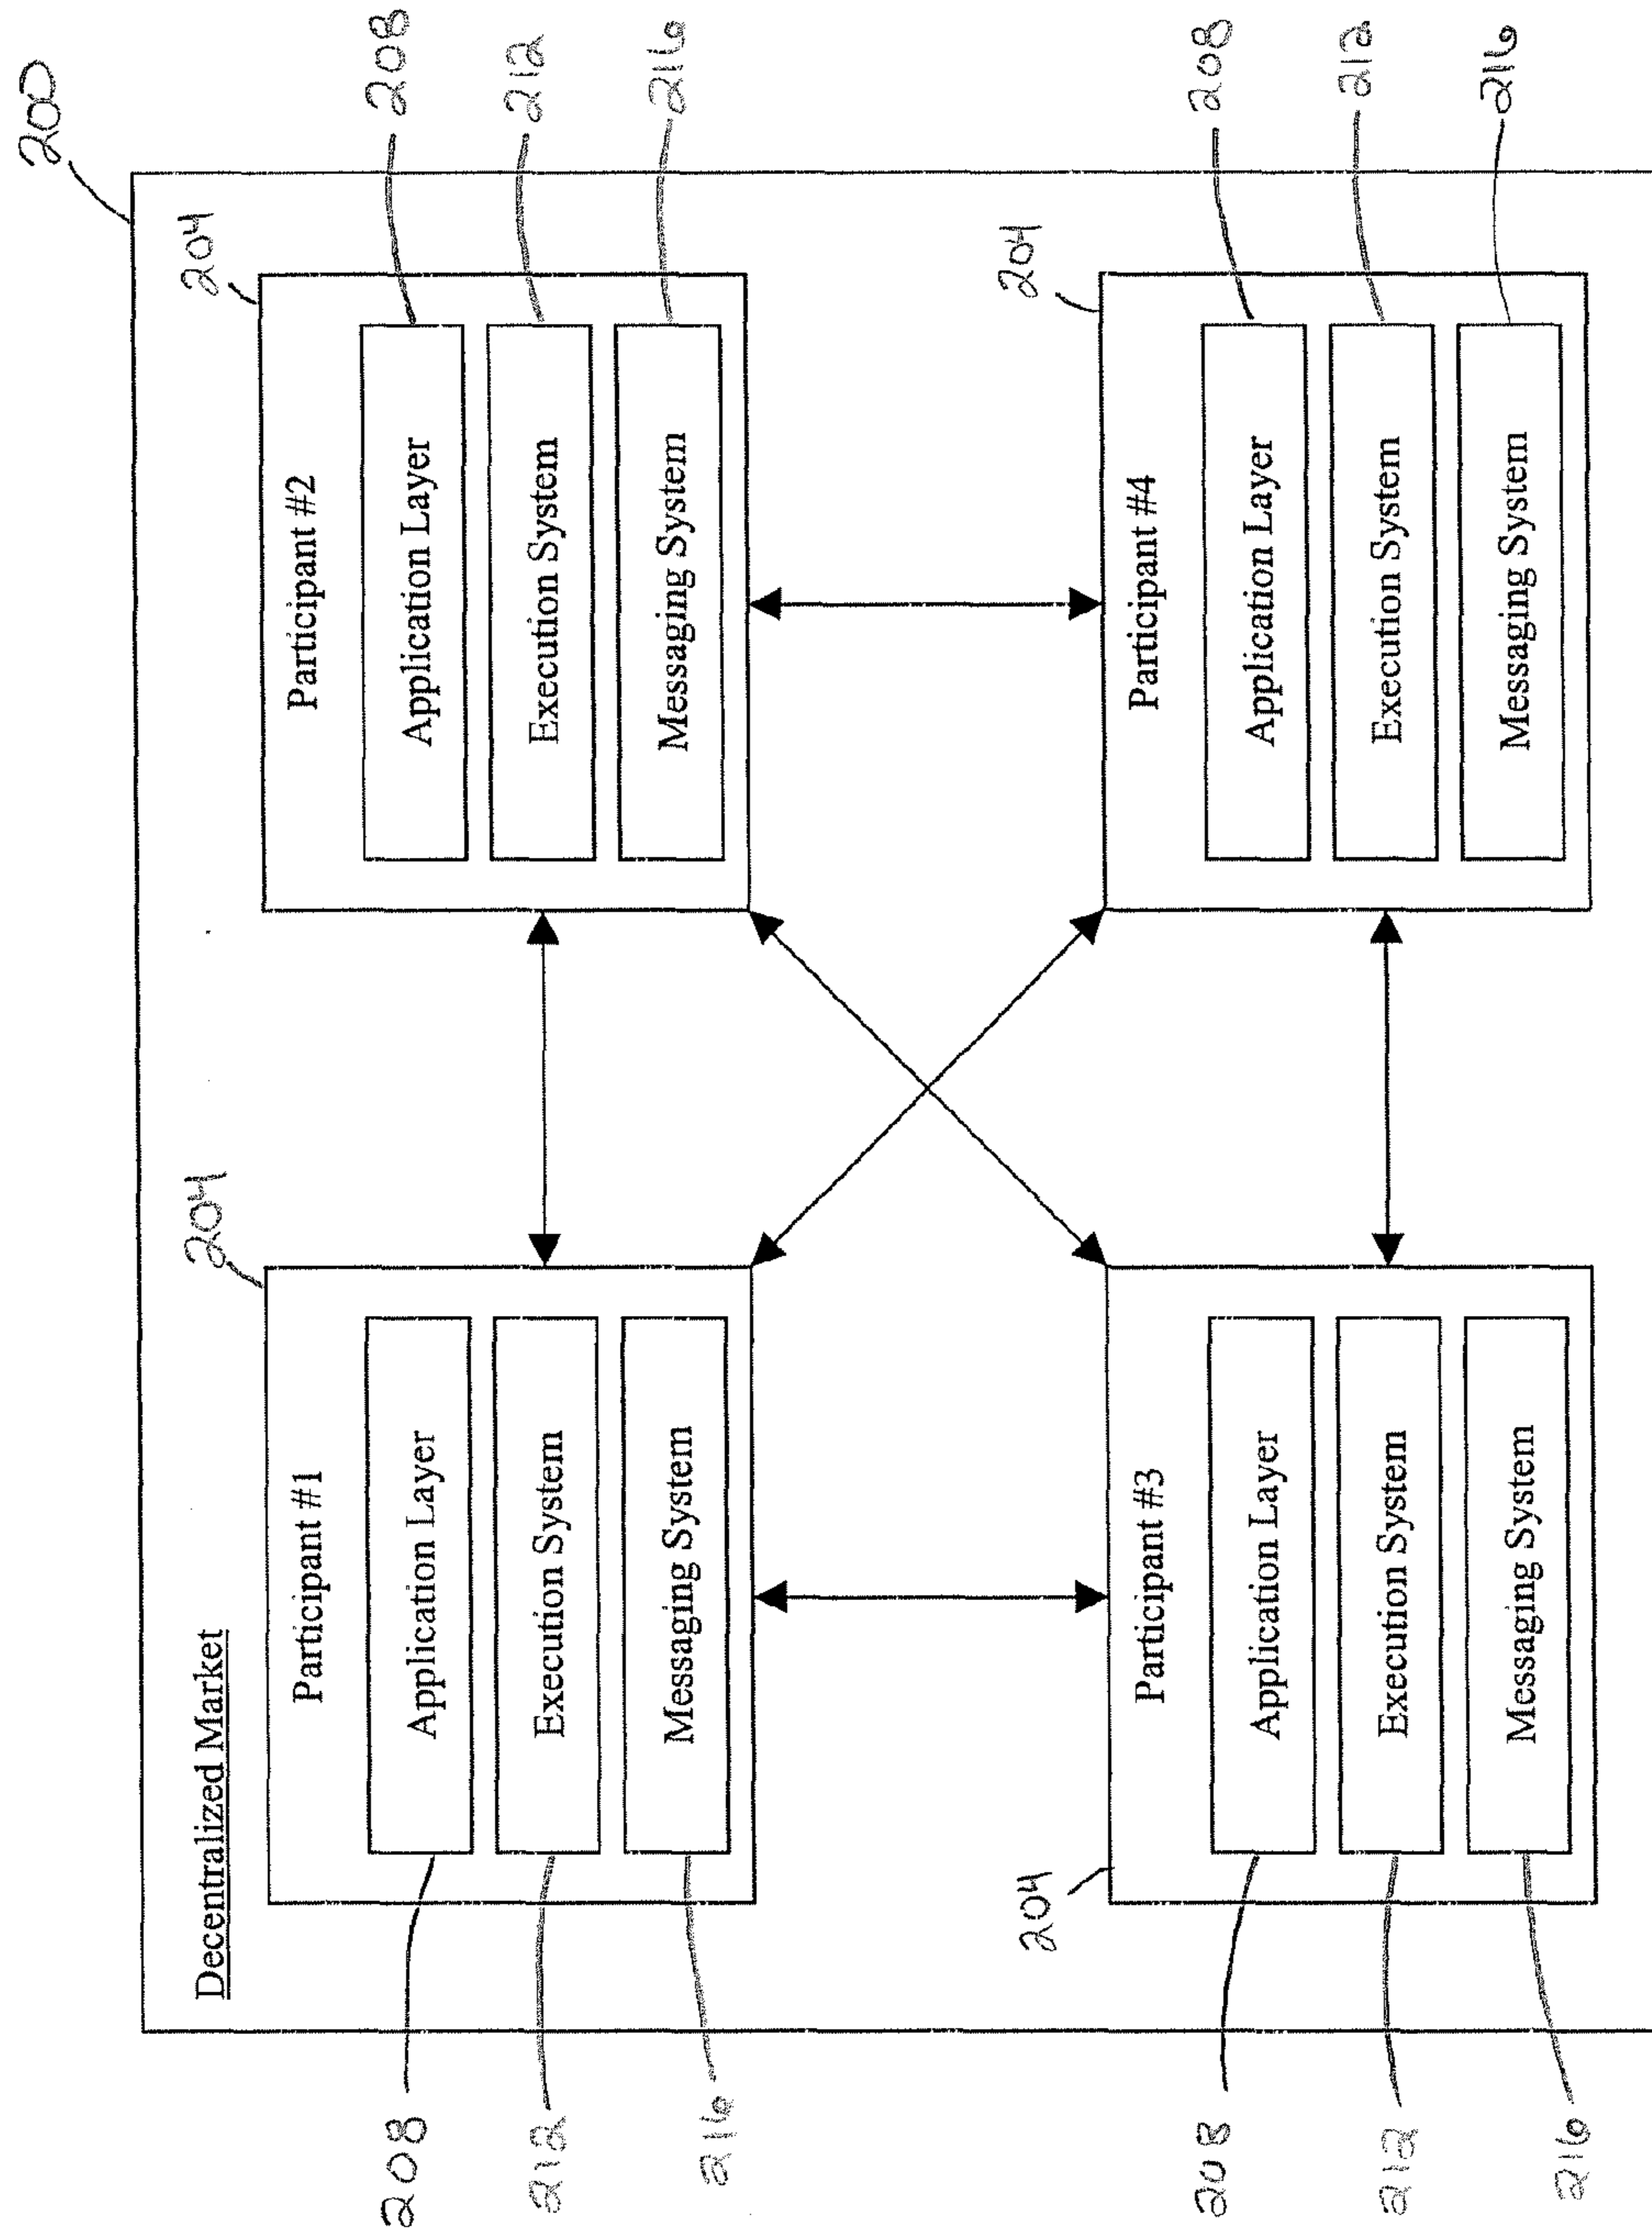 200
Decentralized Market
204
204
Participant #1
Participant #2
208
Application Layer
Application Layer
208
212
Execution System
Execution System
212
216
Messaging System
Messaging System
216
204
204
Participant #3
Participant #4
208
Application Layer
Application Layer
208
212
Execution System
Execution System
212
216
Messaging System
Messaging System
216